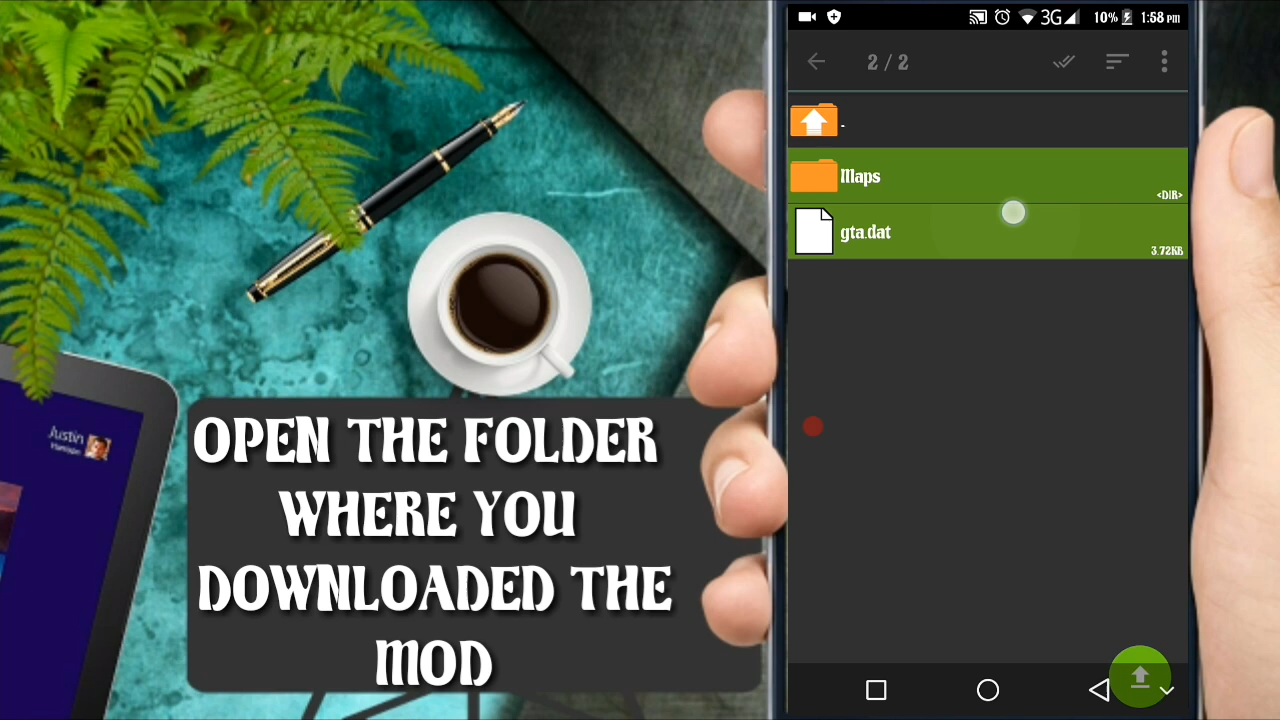 3G 10% 1:58 PM
2 / 2
.
Maps
<DIR>
gta.dat
3.72KB
Justin
OPEN THE FOLDER
WHERE YOU
DOWNLOADED THE
MOD